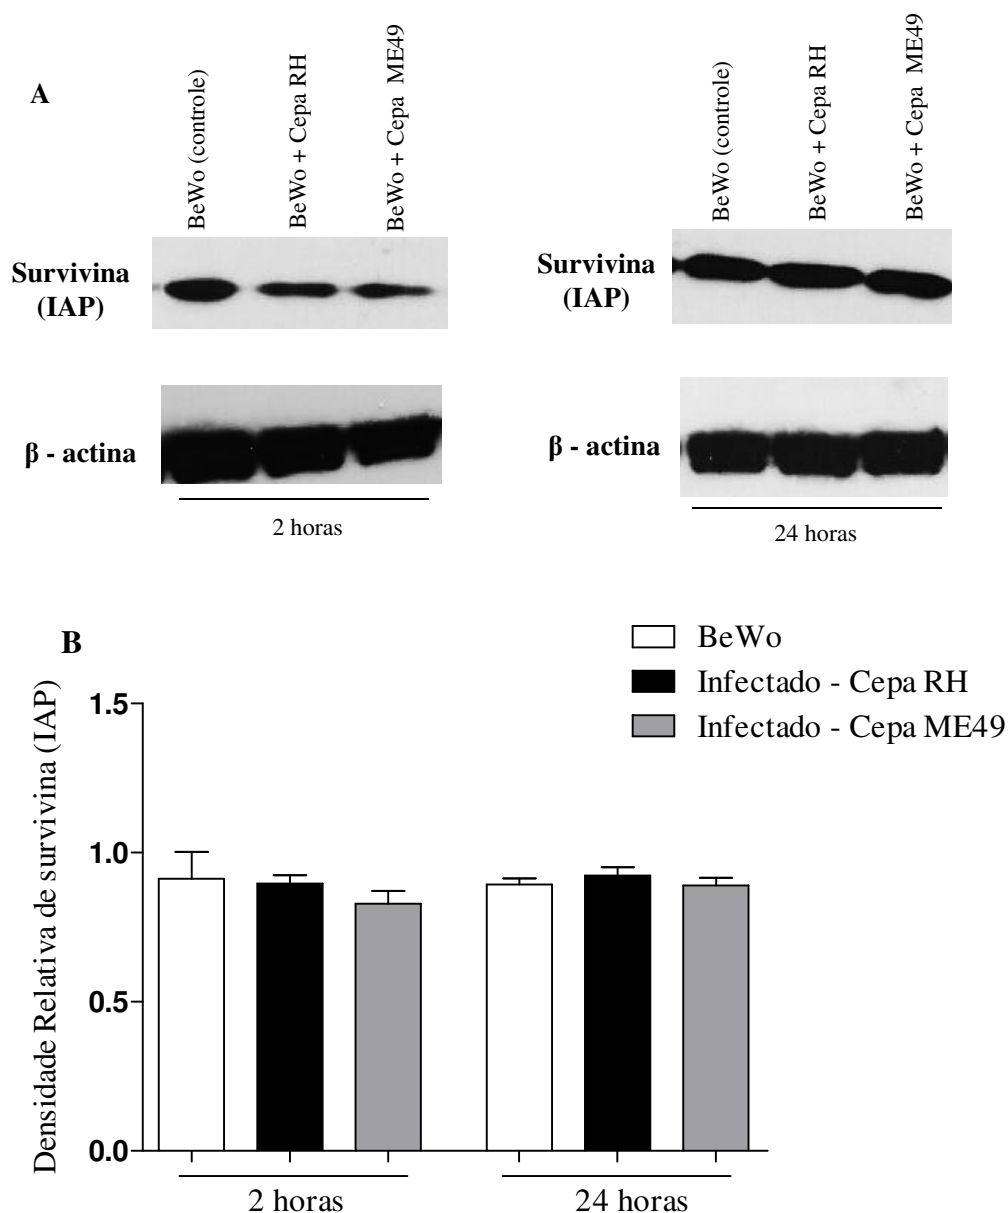 A
BeWo (controle)
BeWo + Cepa RH
BeWo + Cepa ME49
BeWo (controle)
BeWo + Cepa RH
BeWo + Cepa ME49
Survivina
(IAP)
Survivina
(IAP)
β - actina
β - actina
2 horas
24 horas
B
BeWo
Infectado - Cepa RH
Infectado - Cepa ME49
Densidade Relativa de survivina (IAP)
1.5
1.0
0.5
0.0
2 horas
24 horas